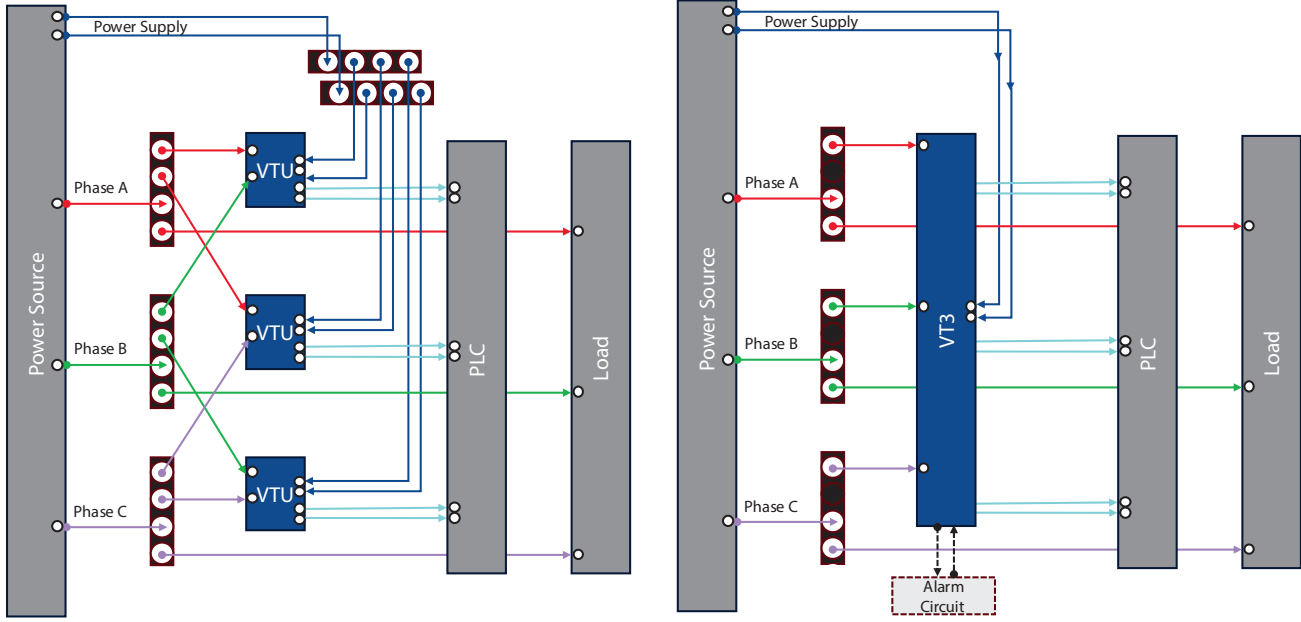 Power Supply
VTU
Phase A
Power Source
VTU
Phase B
PLC
Load
VTU
Phase C
Power Supply
Phase A
Power Source
VT3
Phase B
PLC
Load
Phase C
Alarm
Circuit